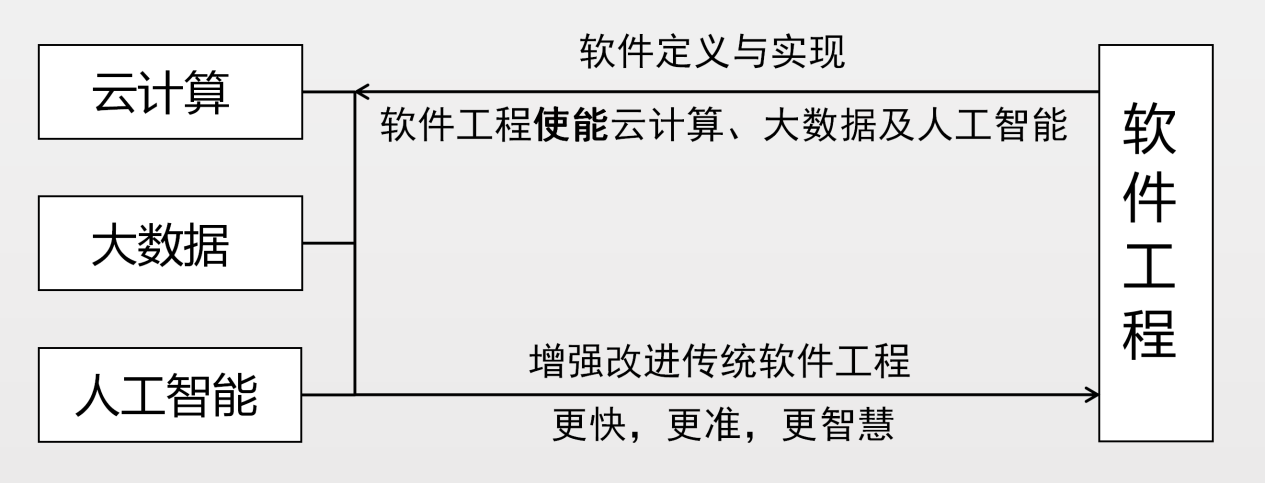 云计算
大数据
人工智能
软件定义与实现
软件工程使能云计算、大数据及人工智能
增强改进传统软件工程
更快，更准，更智慧
软件工程